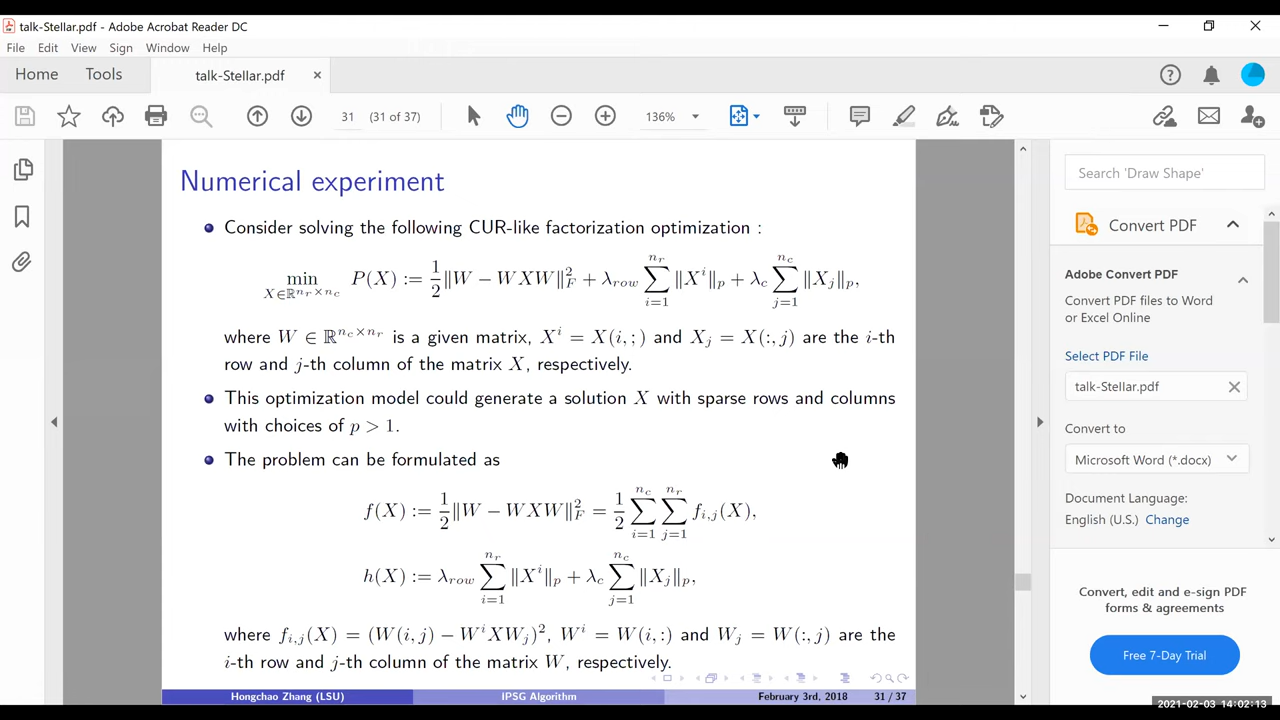 talk-Stellar.pdf - Adobe Acrobat Reader DC
File Edit View Sign Window Help
Home Tools talk-Stellar.pdf ×
31 (31 of 37) 136%
Numerical experiment
Consider solving the following CUR-like factorization optimization :
min_{X∈ℝ^{n_r×n_c}} P(X) := 1/2 ‖W − WXW‖²_F + λ_{row} ∑_{i=1}^{n_r} ‖X^i‖_p + λ_c ∑_{j=1}^{n_c} ‖X_j‖_p,
where W ∈ ℝ^{n_c×n_r} is a given matrix, X^i = X(i,:) and X_j = X(:,j) are the i-th
row and j-th column of the matrix X, respectively.
This optimization model could generate a solution X with sparse rows and columns
with choices of p > 1.
The problem can be formulated as
f(X) := 1/2 ‖W − WXW‖²_F = 1/2 ∑_{i=1}^{n_c} ∑_{j=1}^{n_r} f_{i,j}(X),
h(X) := λ_{row} ∑_{i=1}^{n_r} ‖X^i‖_p + λ_c ∑_{j=1}^{n_c} ‖X_j‖_p,
where f_{i,j}(X) = (W(i,j) − W^i X W_j)², W^i = W(i,:) and W_j = W(:,j) are the
i-th row and j-th column of the matrix W, respectively.
Hongchao Zhang (LSU) IPSG Algorithm February 3rd, 2018 31 / 37
Search 'Draw Shape'
Convert PDF
Adobe Convert PDF
Convert PDF files to Word
or Excel Online
Select PDF File
talk-Stellar.pdf
Convert to
Microsoft Word (*.docx)
Document Language:
English (U.S.) Change
Convert, edit and e-sign PDF
forms & agreements
Free 7-Day Trial
2021-02-03 14:02:13